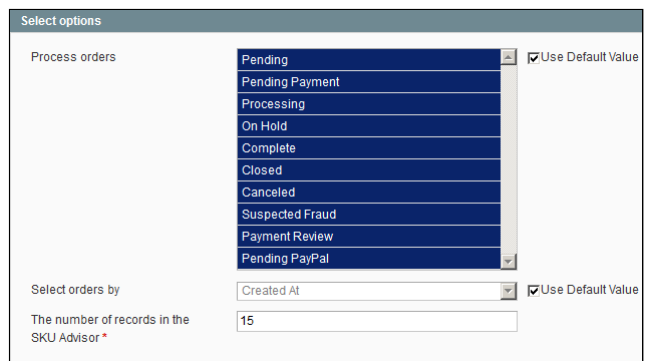 Select options
Process orders
Pending
Use Default Value
Pending Payment
Processing
On Hold
Complete
Closed
Canceled
Suspected Fraud
Payment Review
Pending PayPal
Select orders by
Created At
Use Default Value
The number of records in the
SKU Advisor *
15